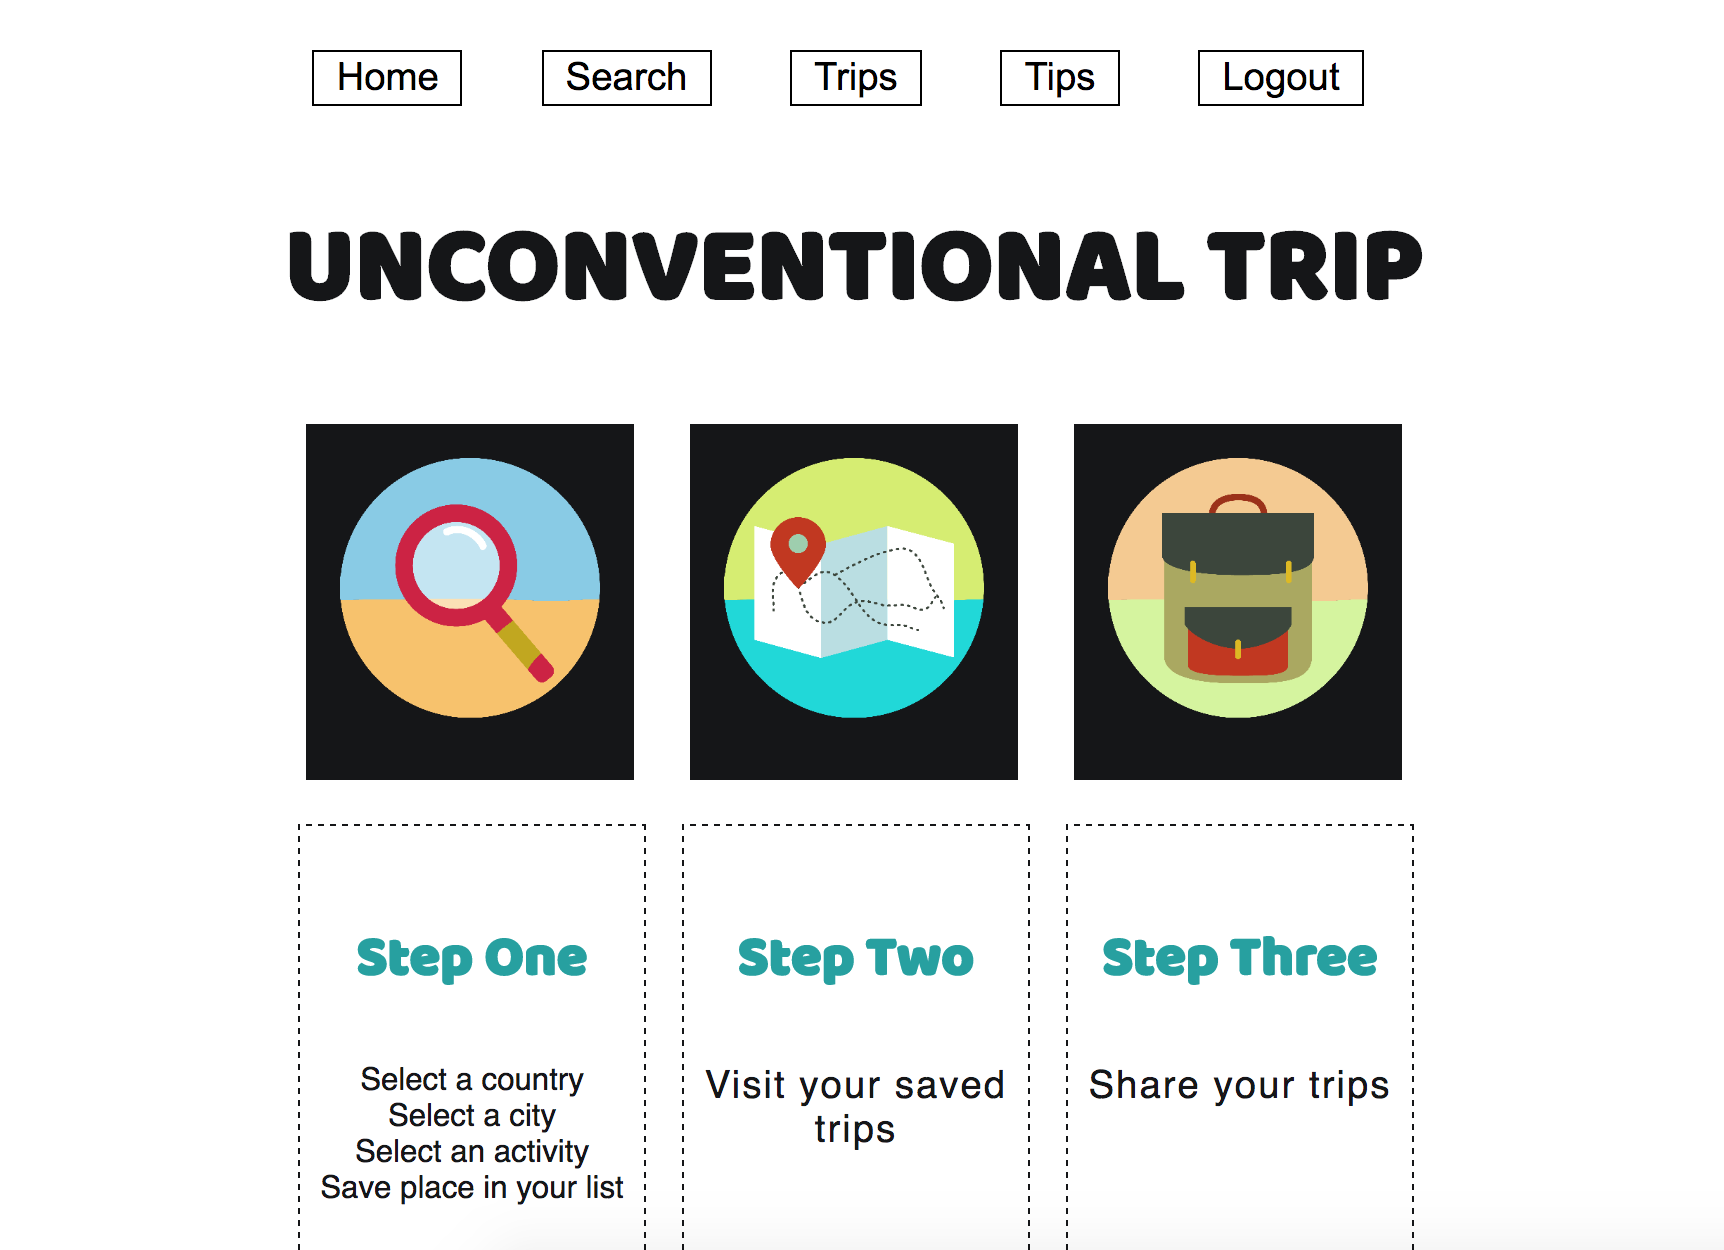 Home
Search
Trips
Tips
Logout
UNCONVENTIONAL TRIP
Step One
Select a country
Select a city
Select an activity
Save place in your list
Step Two
Visit your saved
trips
Step Three
Share your trips